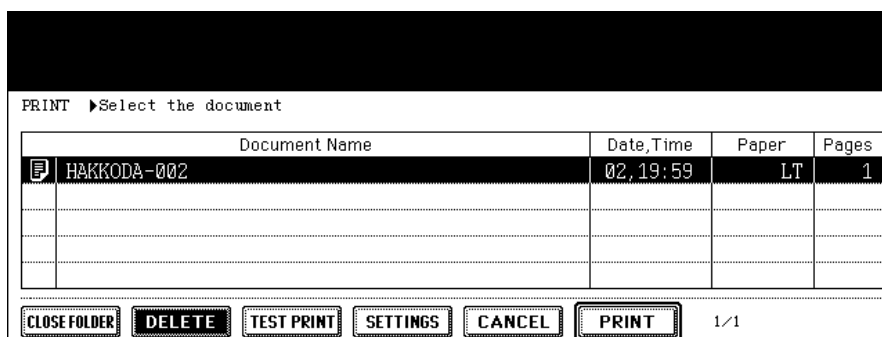 PRINT ▶Select the document
Document Name Date,Time Paper Pages
HAKKODA-002 02,19:59 LT 1
CLOSE FOLDER DELETE TEST PRINT SETTINGS CANCEL PRINT 1/1